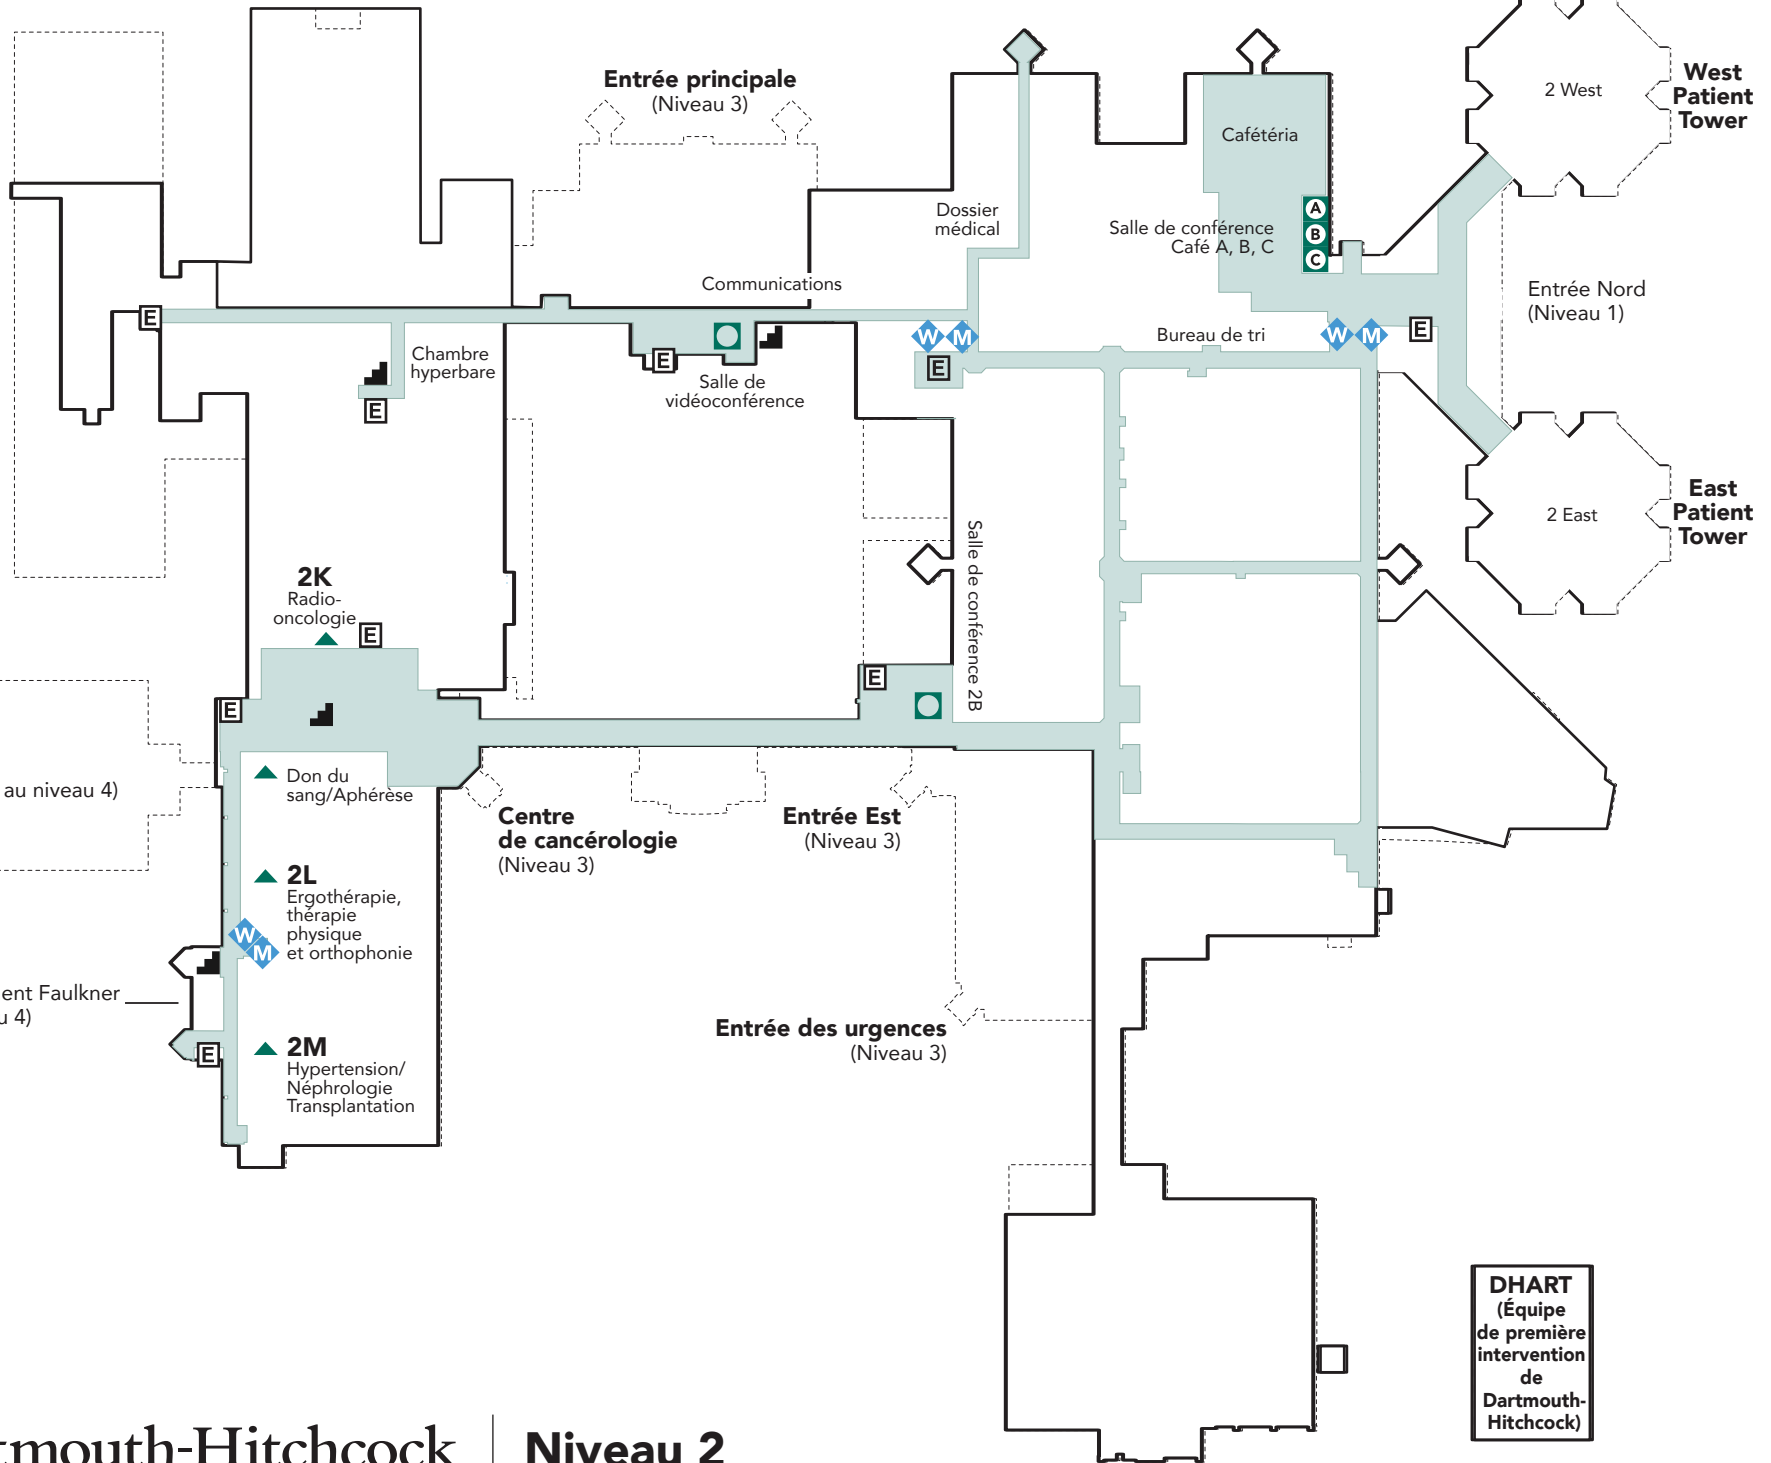 Entrée principale
(Niveau 3)
2 West
West
Patient
Tower
Cafétéria
A
Dossier
médical
Salle de conférence
Café A, B, C
B
C
Communications
Entrée Nord
(Niveau 1)
E
W M
Bureau de tri
W M
E
Chambre
hyperbare
E
E
Salle de
vidéoconférence
E
2 East
East
Patient
Tower
Salle de conférence 2B
2K
Radio-
oncologie
E
E
E
Don du
sang/Aphérèse
au niveau 4)
Centre
de cancérologie
(Niveau 3)
Entrée Est
(Niveau 3)
2L
Ergothérapie,
thérapie
physique
et orthophonie
W
M
ent Faulkner
u 4)
E
2M
Hypertension/
Néphrologie
Transplantation
Entrée des urgences
(Niveau 3)
DHART
(Équipe
de première
intervention
de
Dartmouth-
Hitchcock)
tmouth-Hitchcock
Niveau 2